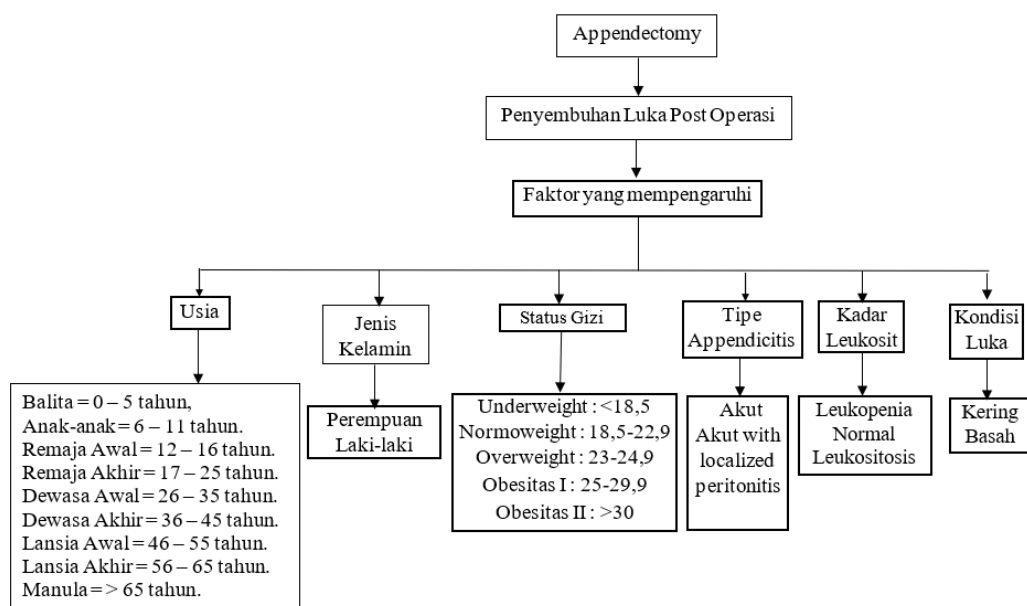 Appendectomy
Penyembuhan Luka Post Operasi
Faktor yang mempengaruhi
Usia
Jenis
Kelamin
Status Gizi
Tipe
Appendicitis
Kadar
Leukosit
Kondisi
Luka
Balita = 0 – 5 tahun,
Anak-anak = 6 – 11 tahun.
Remaja Awal = 12 – 16 tahun.
Remaja Akhir = 17 – 25 tahun.
Dewasa Awal = 26 – 35 tahun.
Dewasa Akhir = 36 – 45 tahun.
Lansia Awal = 46 – 55 tahun.
Lansia Akhir = 56 – 65 tahun.
Manula = > 65 tahun.
Perempuan
Laki-laki
Underweight : <18,5
Normoweight : 18,5-22,9
Overweight : 23-24,9
Obesitas I : 25-29,9
Obesitas II : >30
Akut
Akut with
localized
peritonitis
Leukopenia
Normal
Leukositosis
Kering
Basah